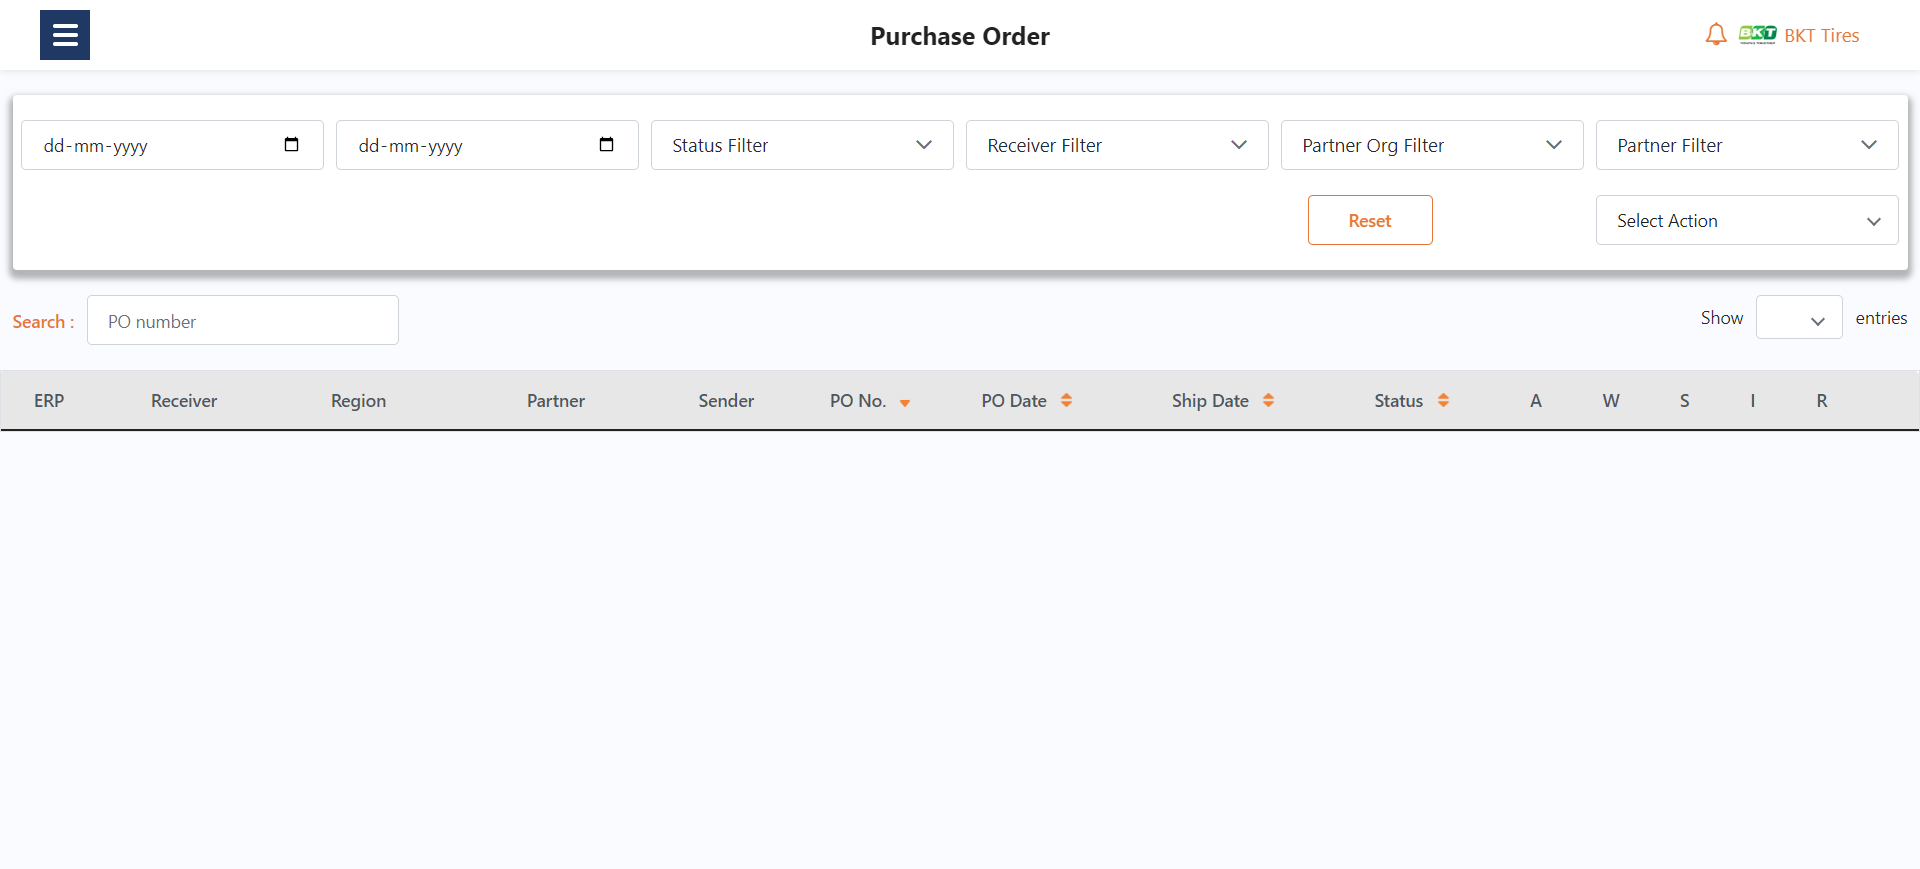 Purchase Order
BKT BKT Tires
dd-mm-yyyy dd-mm-yyyy Status Filter Receiver Filter Partner Org Filter Partner Filter
Reset Select Action
Search : PO number Show entries
ERP Receiver Region Partner Sender PO No. PO Date Ship Date Status A W S I R